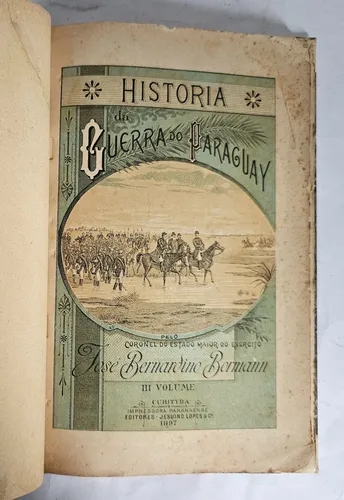 HISTORIA
da
GUERRA DO PARAGUAY
PELO
CORONEL DO ESTADO MAIOR DO EXERCITO
José Bernardino Bormann
III VOLUME
CURITYBA
IMPRESSORA PARANAENSE
EDITORES - JESUINO LOPES & Cª
1897